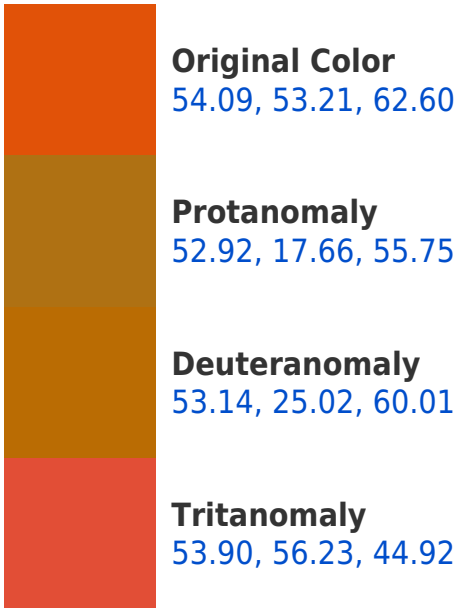 Original Color
54.09, 53.21, 62.60
Protanomaly
52.92, 17.66, 55.75
Deuteranomaly
53.14, 25.02, 60.01
Tritanomaly
53.90, 56.23, 44.92